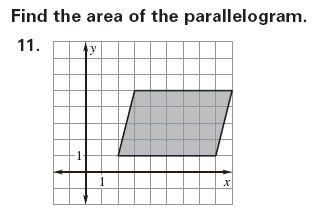 Find the area of the parallelogram.
11.
y
1
1
x